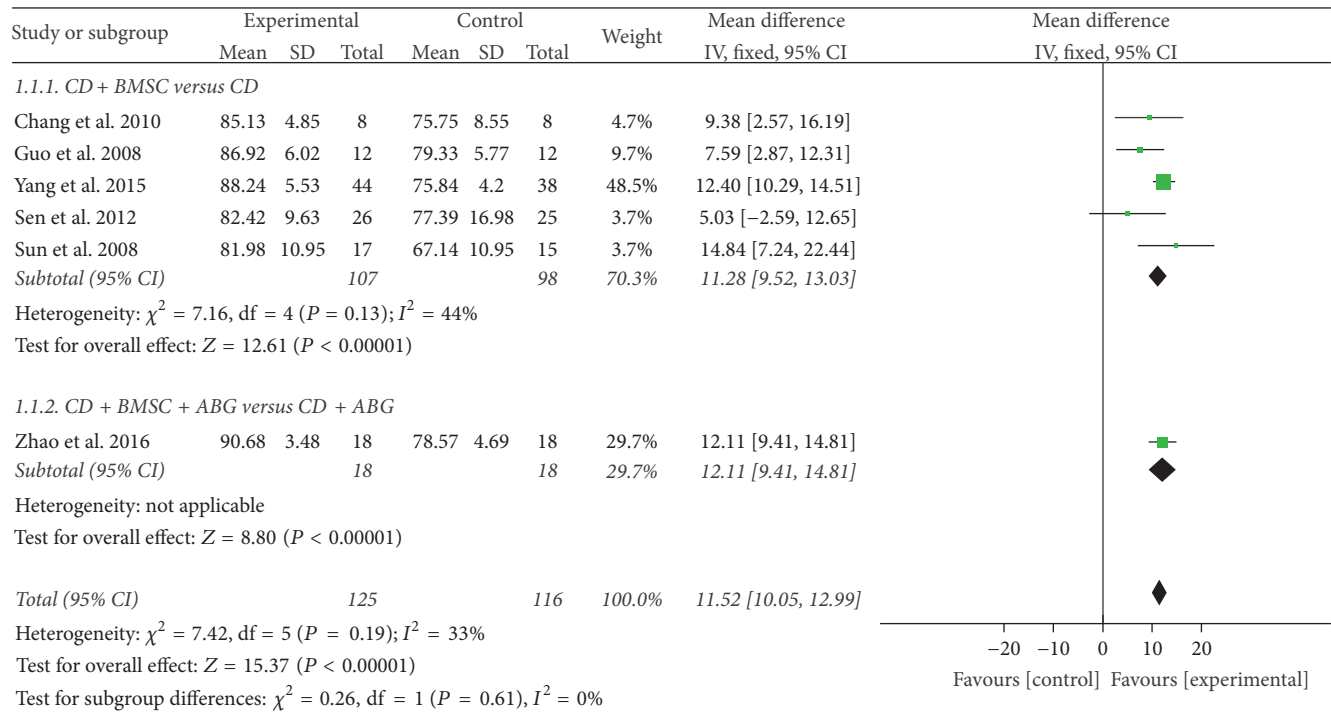 Study or subgroup Experimental Control Weight Mean difference Mean difference
Mean SD Total Mean SD Total IV, fixed, 95% CI IV, fixed, 95% CI
1.1.1. CD + BMSC versus CD
Chang et al. 2010 85.13 4.85 8 75.75 8.55 8 4.7% 9.38 [2.57, 16.19]
Guo et al. 2008 86.92 6.02 12 79.33 5.77 12 9.7% 7.59 [2.87, 12.31]
Yang et al. 2015 88.24 5.53 44 75.84 4.2 38 48.5% 12.40 [10.29, 14.51]
Sen et al. 2012 82.42 9.63 26 77.39 16.98 25 3.7% 5.03 [−2.59, 12.65]
Sun et al. 2008 81.98 10.95 17 67.14 10.95 15 3.7% 14.84 [7.24, 22.44]
Subtotal (95% CI) 107 98 70.3% 11.28 [9.52, 13.03]
Heterogeneity: χ² = 7.16, df = 4 (P = 0.13); I² = 44%
Test for overall effect: Z = 12.61 (P < 0.00001)
1.1.2. CD + BMSC + ABG versus CD + ABG
Zhao et al. 2016 90.68 3.48 18 78.57 4.69 18 29.7% 12.11 [9.41, 14.81]
Subtotal (95% CI) 18 18 29.7% 12.11 [9.41, 14.81]
Heterogeneity: not applicable
Test for overall effect: Z = 8.80 (P < 0.00001)
Total (95% CI) 125 116 100.0% 11.52 [10.05, 12.99]
Heterogeneity: χ² = 7.42, df = 5 (P = 0.19); I² = 33%
Test for overall effect: Z = 15.37 (P < 0.00001)
Test for subgroup differences: χ² = 0.26, df = 1 (P = 0.61), I² = 0%
−20 −10 0 10 20
Favours [control] Favours [experimental]